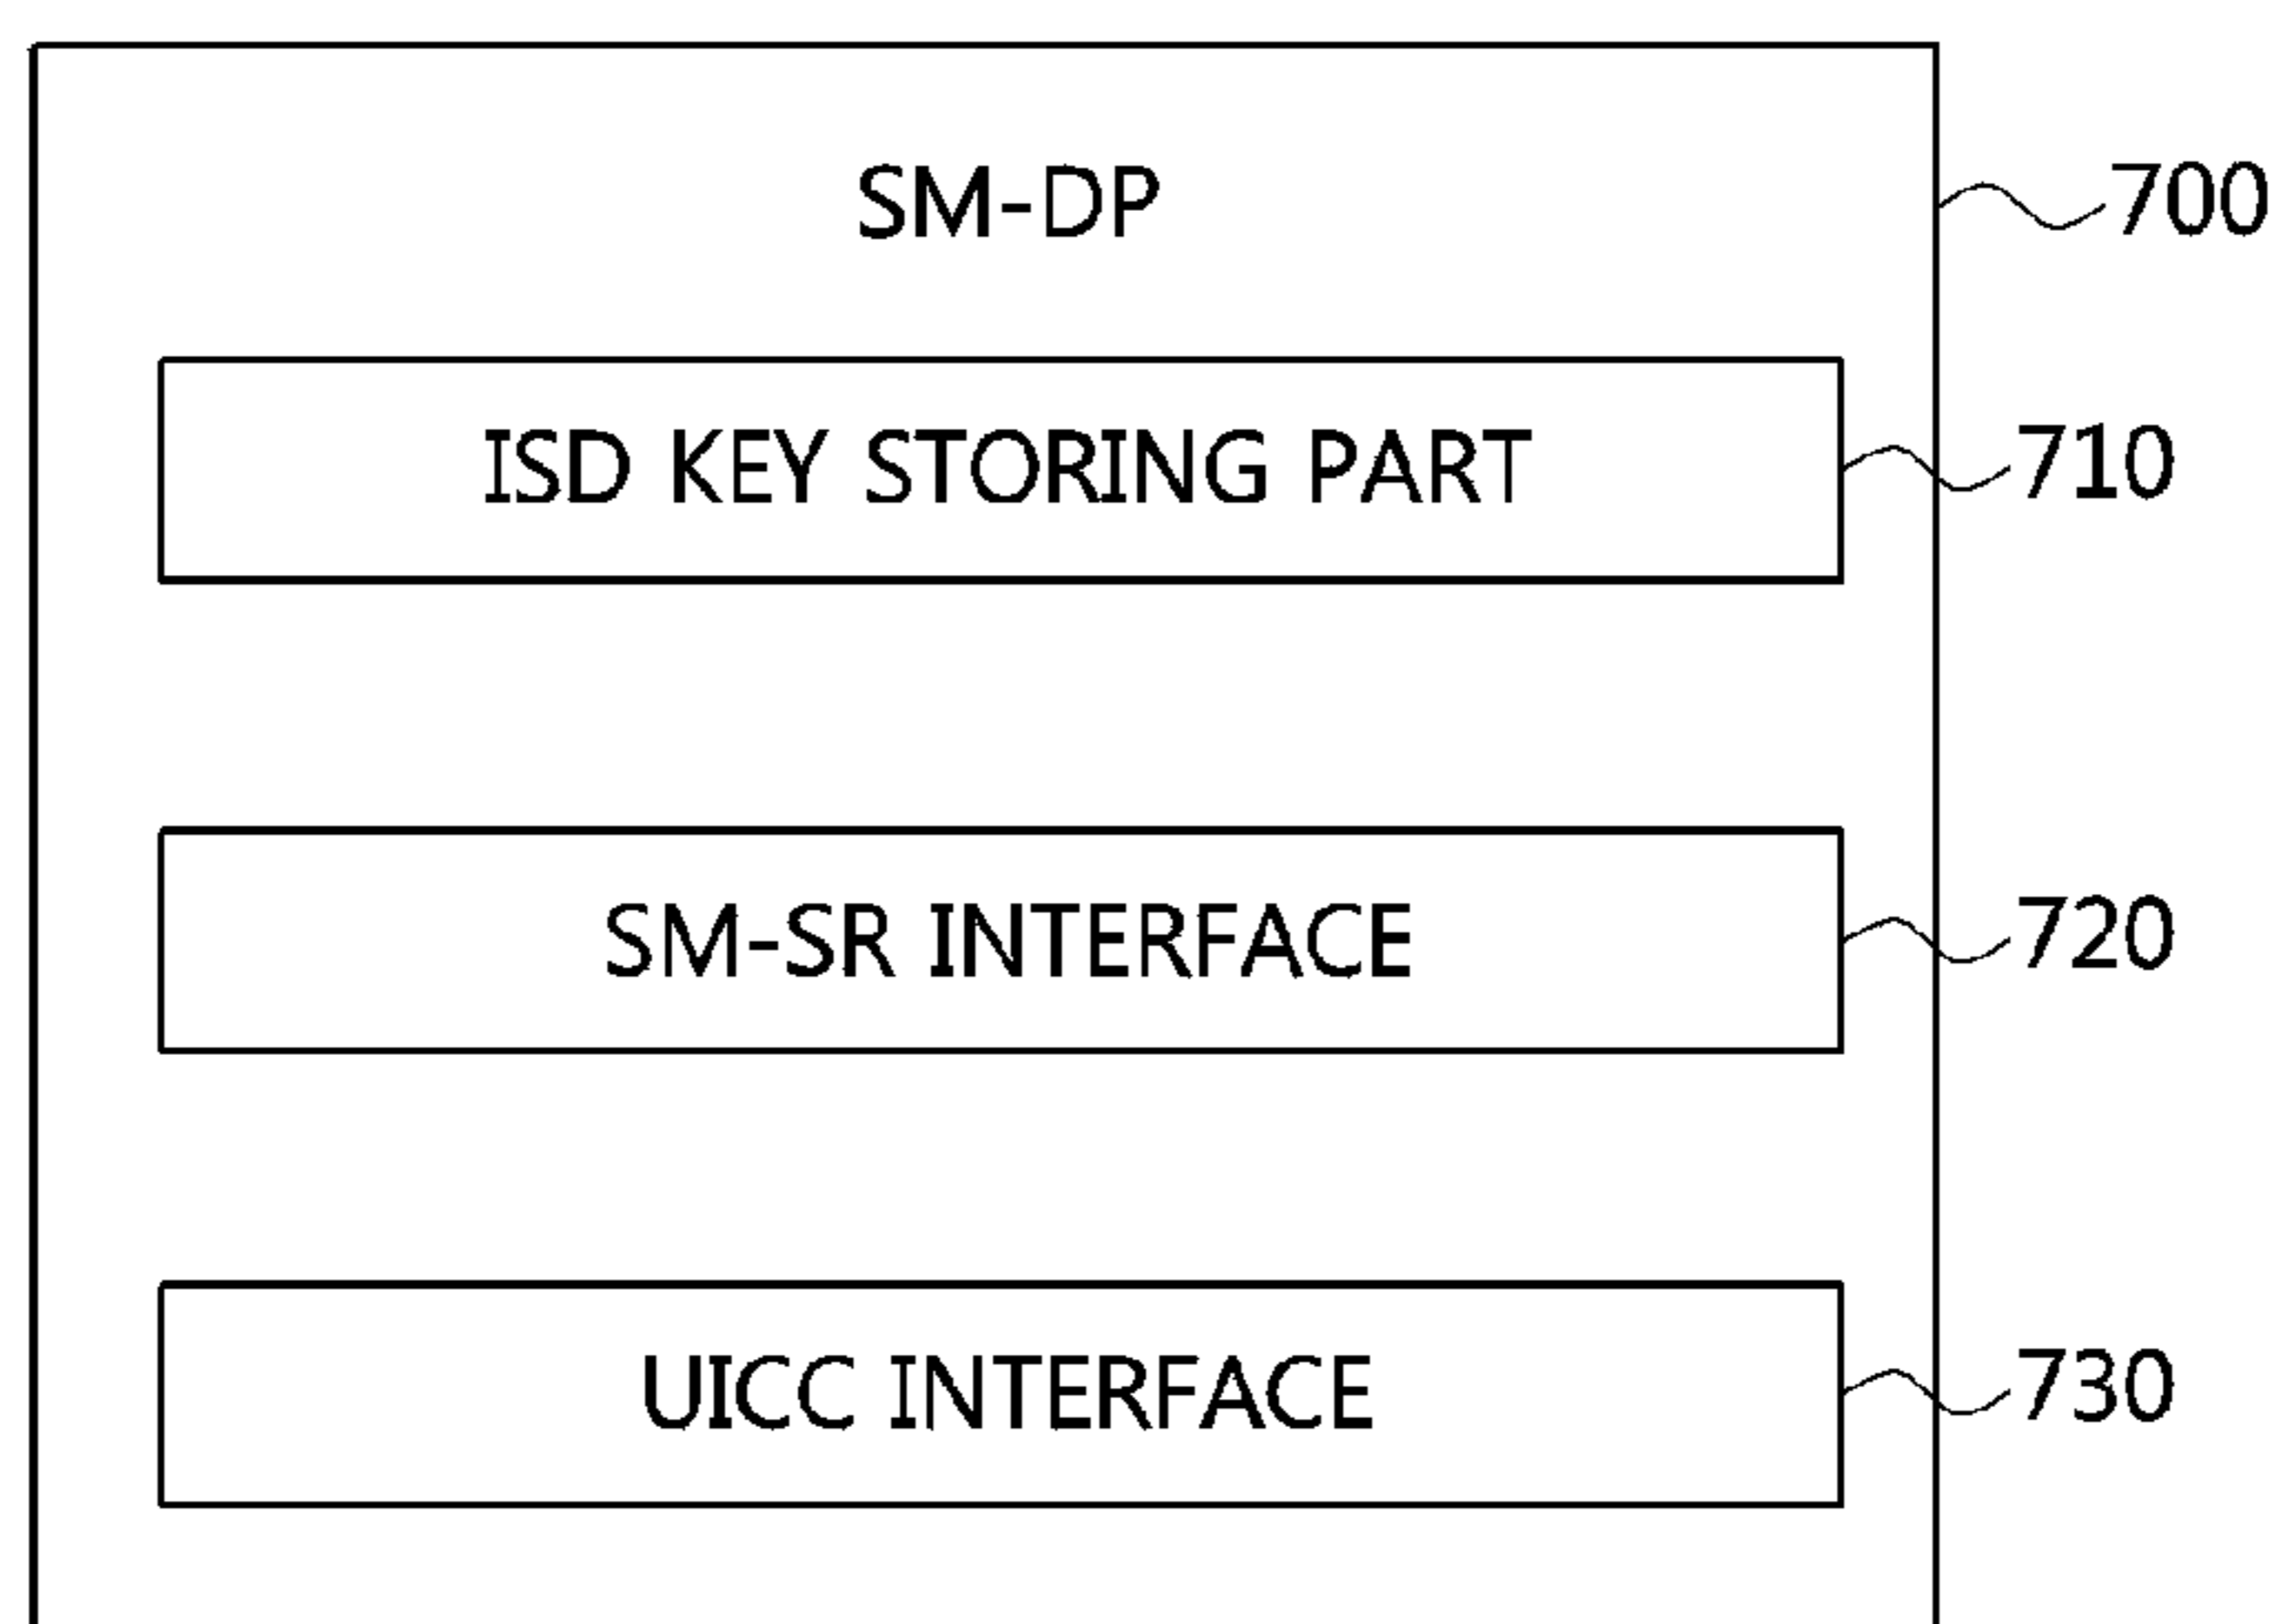 SM-DP
700
ISD KEY STORING PART
710
SM-SR INTERFACE
720
UICC INTERFACE
730